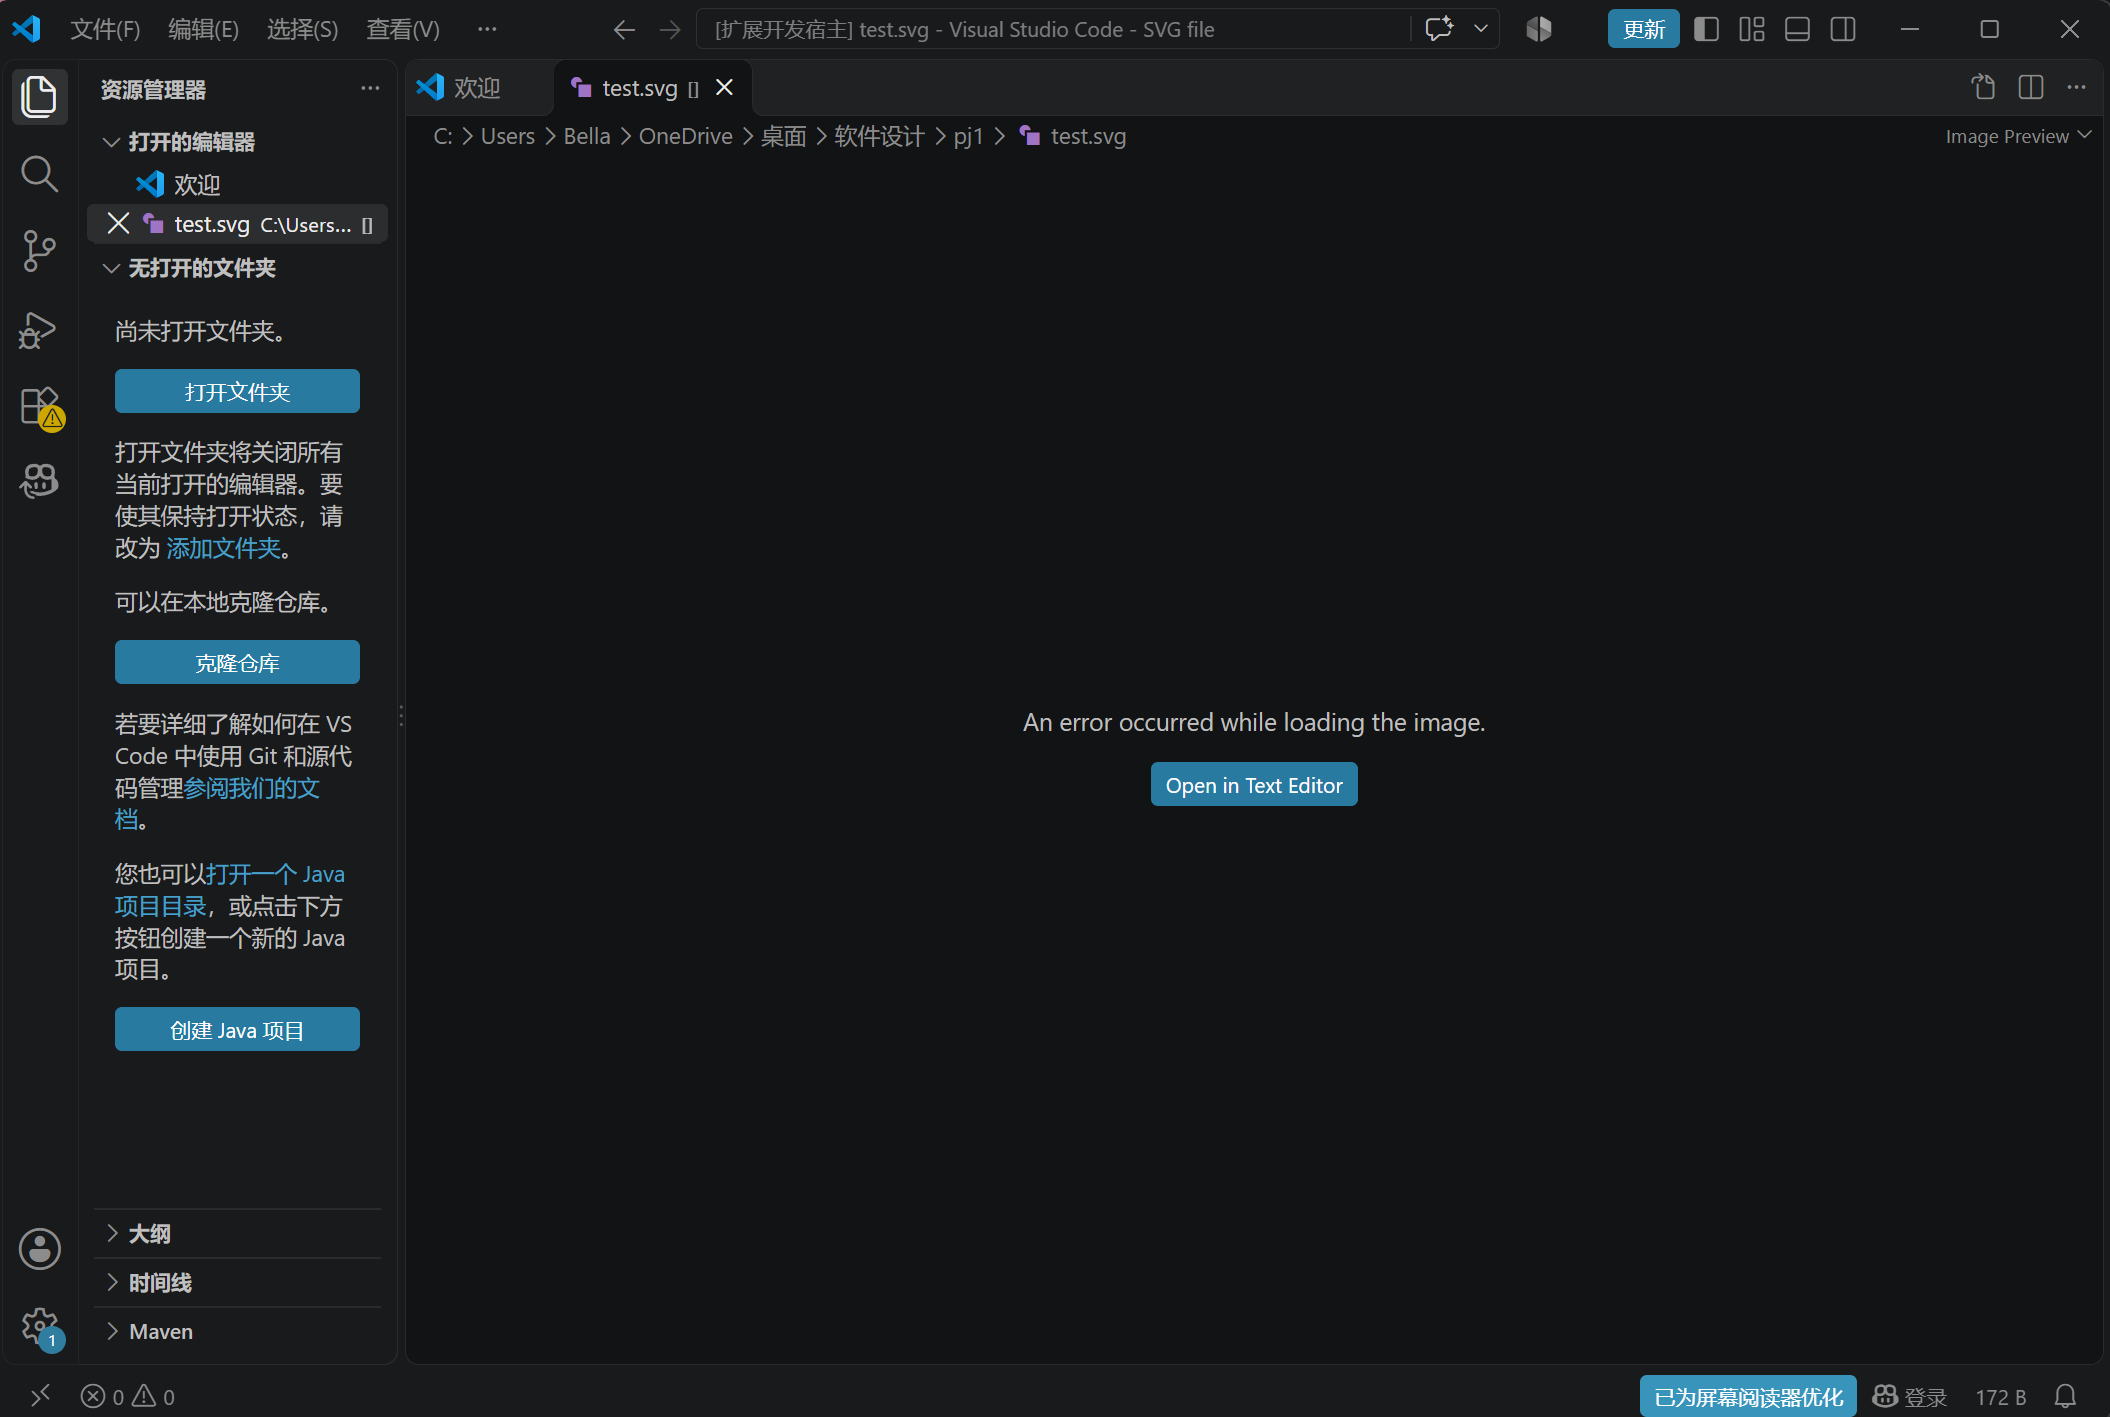 文件(F) 编辑(E) 选择(S) 查看(V) ···
[扩展开发宿主] test.svg - Visual Studio Code - SVG file
更新
资源管理器 ···
打开的编辑器
欢迎
test.svg C:\Users... []
无打开的文件夹
尚未打开文件夹。
打开文件夹
打开文件夹将关闭所有
当前打开的编辑器。要
使其保持打开状态，请
改为 添加文件夹。
可以在本地克隆仓库。
克隆仓库
若要详细了解如何在 VS
Code 中使用 Git 和源代
码管理参阅我们的文
档。
您也可以打开一个 Java
项目目录，或点击下方
按钮创建一个新的 Java
项目。
创建 Java 项目
大纲
时间线
Maven
欢迎
test.svg []
C: > Users > Bella > OneDrive > 桌面 > 软件设计 > pj1 > test.svg
Image Preview
An error occurred while loading the image.
Open in Text Editor
1
0 0
已为屏幕阅读器优化
登录
172 B